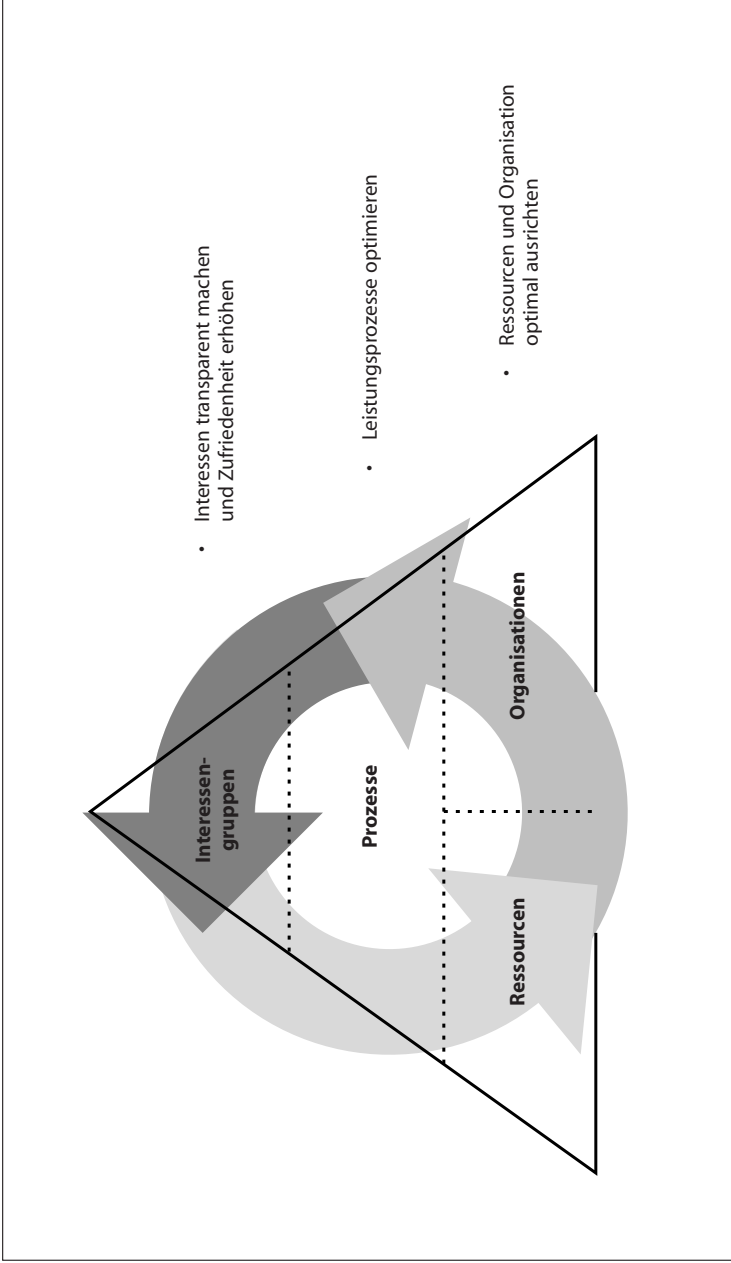 Interessen-
gruppen
Prozesse
Ressourcen
Organisationen
• Interessen transparent machen
und Zufriedenheit erhöhen
• Leistungsprozesse optimieren
• Ressourcen und Organisation
optimal ausrichten